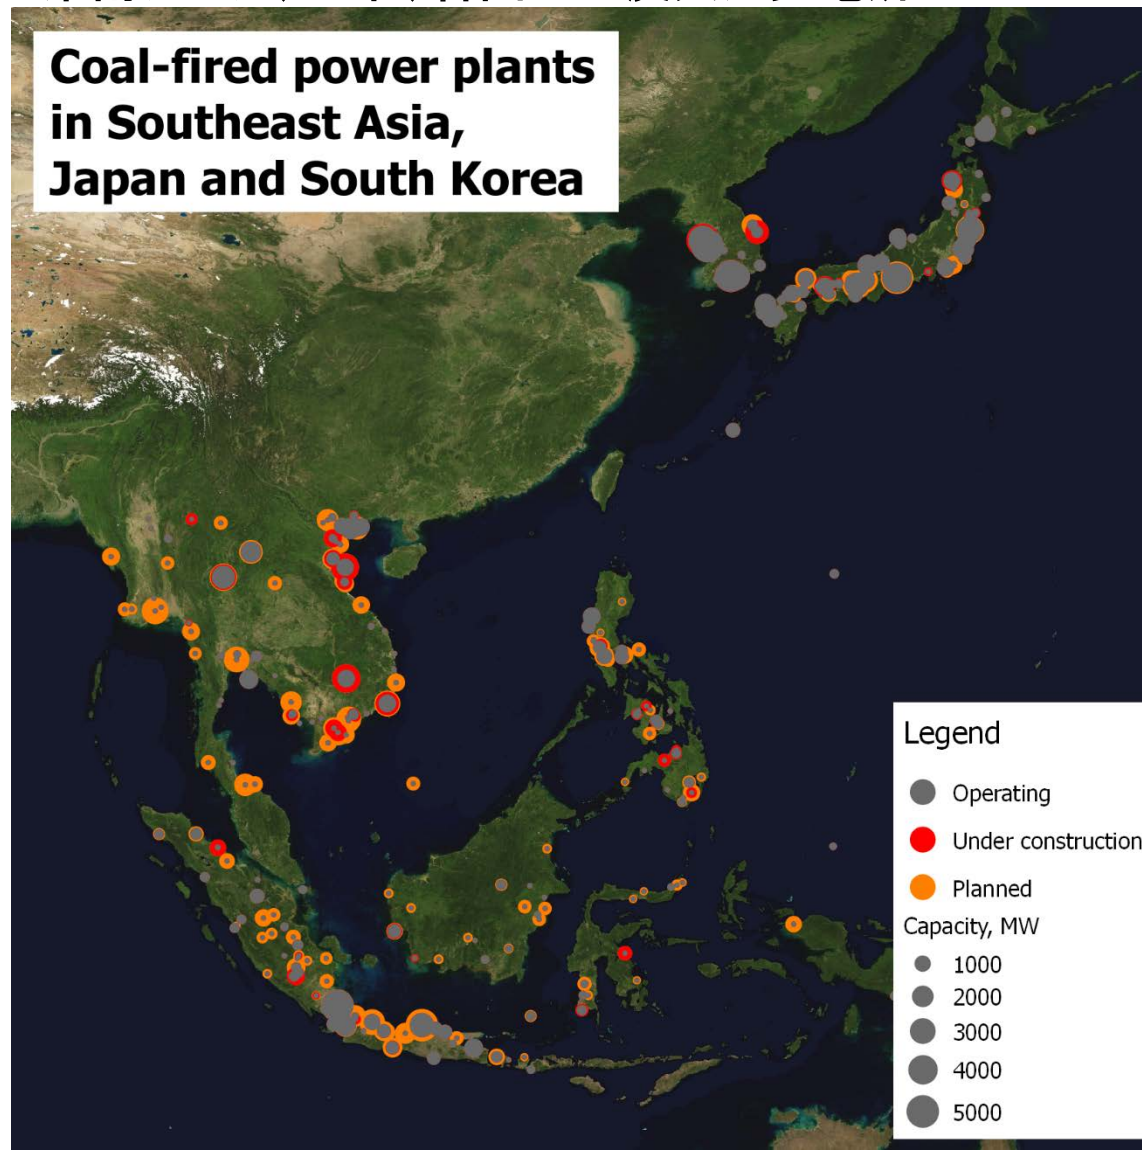 Coal-fired power plants
in Southeast Asia,
Japan and South Korea
Legend
Operating
Under construction
Planned
Capacity, MW
1000
2000
3000
4000
5000